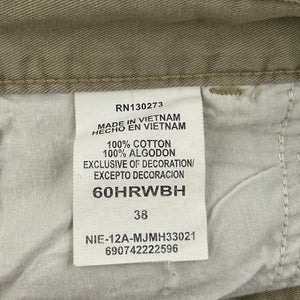 RN130273
MADE IN VIETNAM
HECHO EN VIETNAM
100% COTTON
100% ALGODON
EXCLUSIVE OF DECORATION/
EXCEPTO DECORACION
60HRWBH
38
NIE-12A-MJMH33021
690742222596